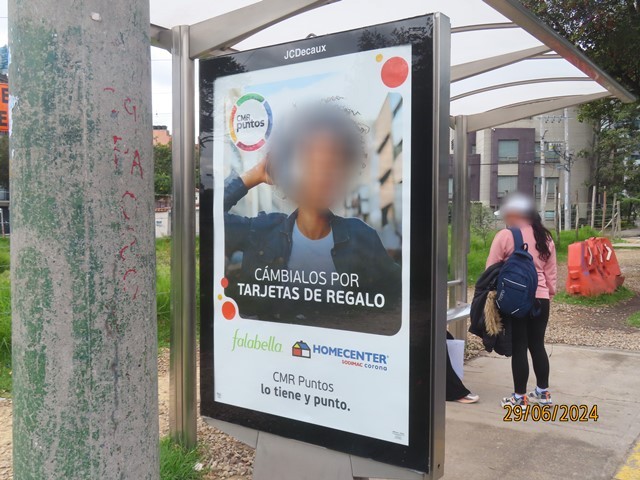 JCDecaux
CMR
puntos
CÁMBIALOS POR
TARJETAS DE REGALO
falabella
HOMECENTER
SODIMAC corona
CMR Puntos
lo tiene y punto.
29/06/2024